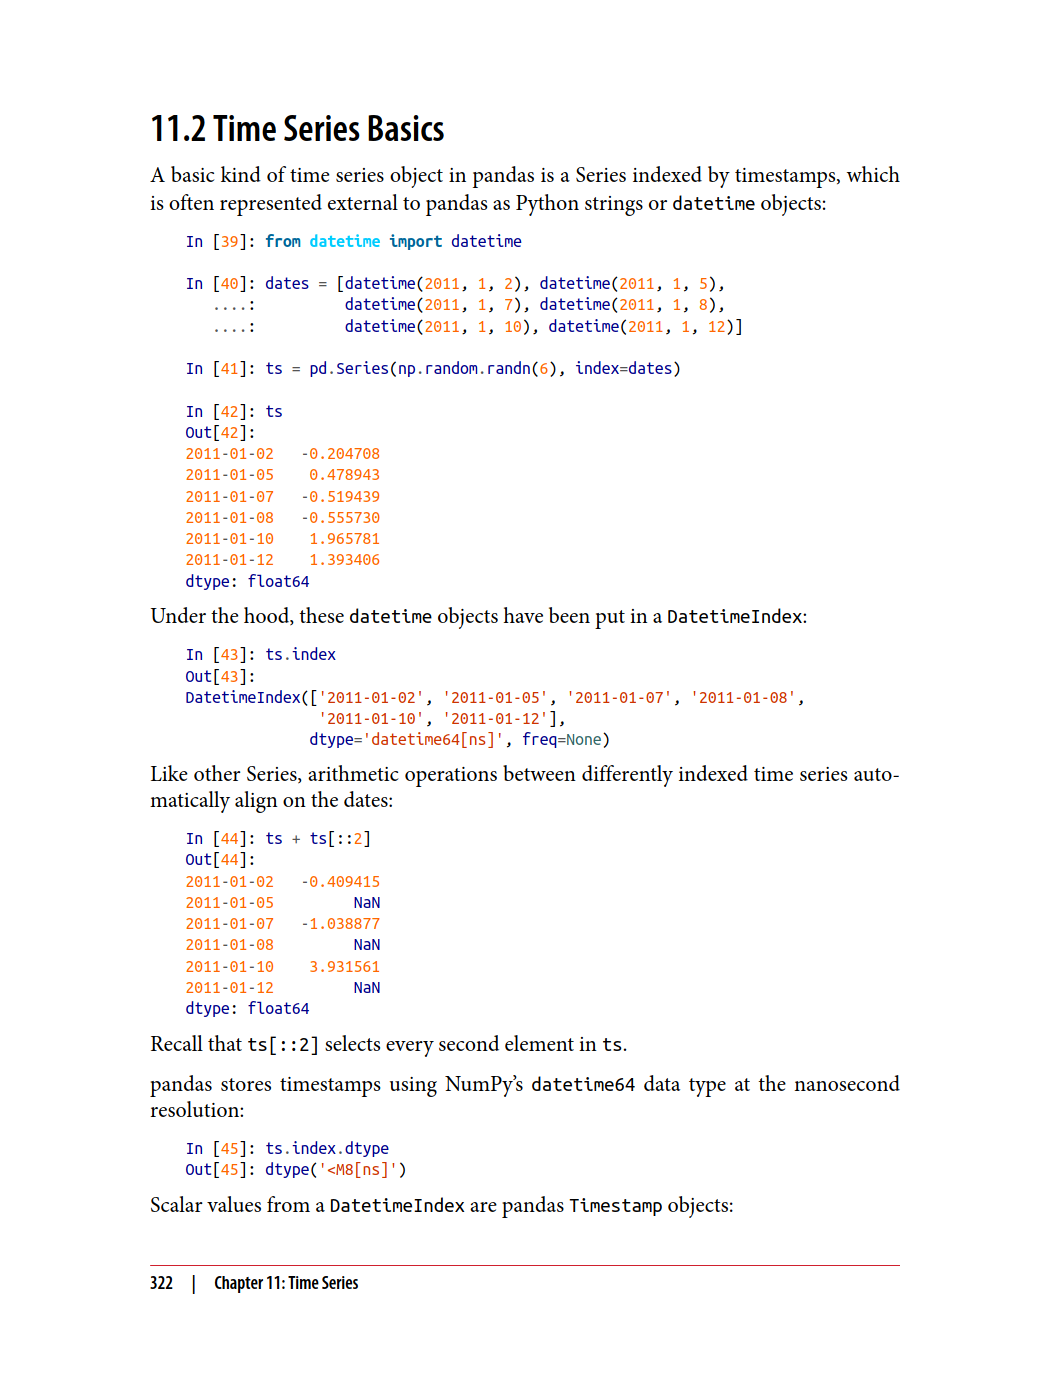 11.2 Time Series Basics
A basic kind of time series object in pandas is a Series indexed by timestamps, which
is often represented external to pandas as Python strings or datetime objects:
In [39]: from datetime import datetime
In [40]: dates = [datetime(2011, 1, 2), datetime(2011, 1, 5),
....:          datetime(2011, 1, 7), datetime(2011, 1, 8),
....:          datetime(2011, 1, 10), datetime(2011, 1, 12)]
In [41]: ts = pd.Series(np.random.randn(6), index=dates)
In [42]: ts
Out[42]:
2011-01-02   -0.204708
2011-01-05    0.478943
2011-01-07   -0.519439
2011-01-08   -0.555730
2011-01-10    1.965781
2011-01-12    1.393406
dtype: float64
Under the hood, these datetime objects have been put in a DatetimeIndex:
In [43]: ts.index
Out[43]:
DatetimeIndex(['2011-01-02', '2011-01-05', '2011-01-07', '2011-01-08',
               '2011-01-10', '2011-01-12'],
              dtype='datetime64[ns]', freq=None)
Like other Series, arithmetic operations between differently indexed time series auto-
matically align on the dates:
In [44]: ts + ts[::2]
Out[44]:
2011-01-02   -0.409415
2011-01-05         NaN
2011-01-07   -1.038877
2011-01-08         NaN
2011-01-10    3.931561
2011-01-12         NaN
dtype: float64
Recall that ts[::2] selects every second element in ts.
pandas stores timestamps using NumPy’s datetime64 data type at the nanosecond
resolution:
In [45]: ts.index.dtype
Out[45]: dtype('<M8[ns]')
Scalar values from a DatetimeIndex are pandas Timestamp objects:
322 | Chapter 11: Time Series